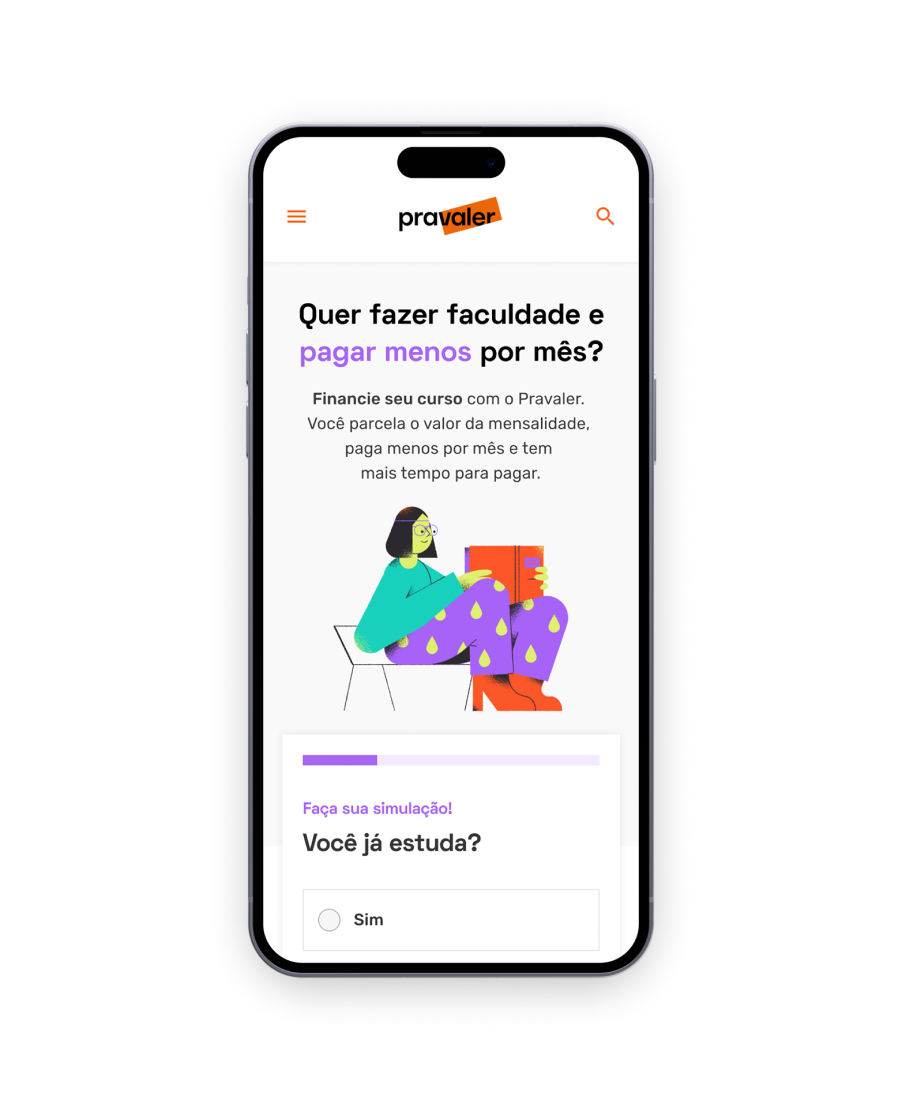 pravaler
Quer fazer faculdade e
pagar menos por mês?
Financie seu curso com o Pravaler.
Você parcela o valor da mensalidade,
paga menos por mês e tem
mais tempo para pagar.
Faça sua simulação!
Você já estuda?
Sim